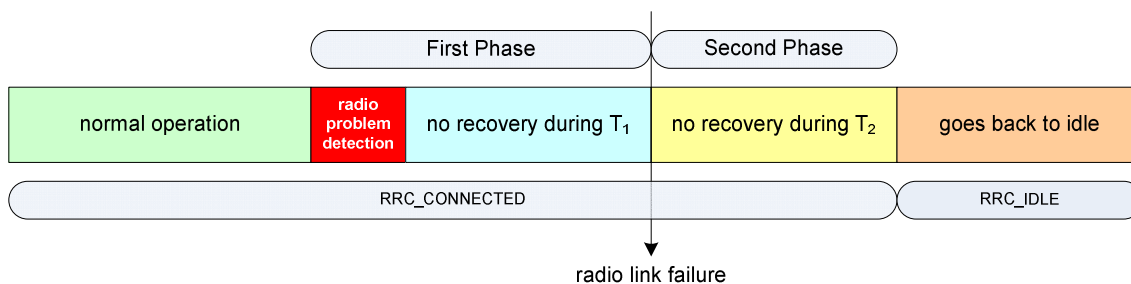 First Phase
Second Phase
normal operation
radio
problem
detection
no recovery during T₁
no recovery during T₂
goes back to idle
RRC_CONNECTED
RRC_IDLE
radio link failure